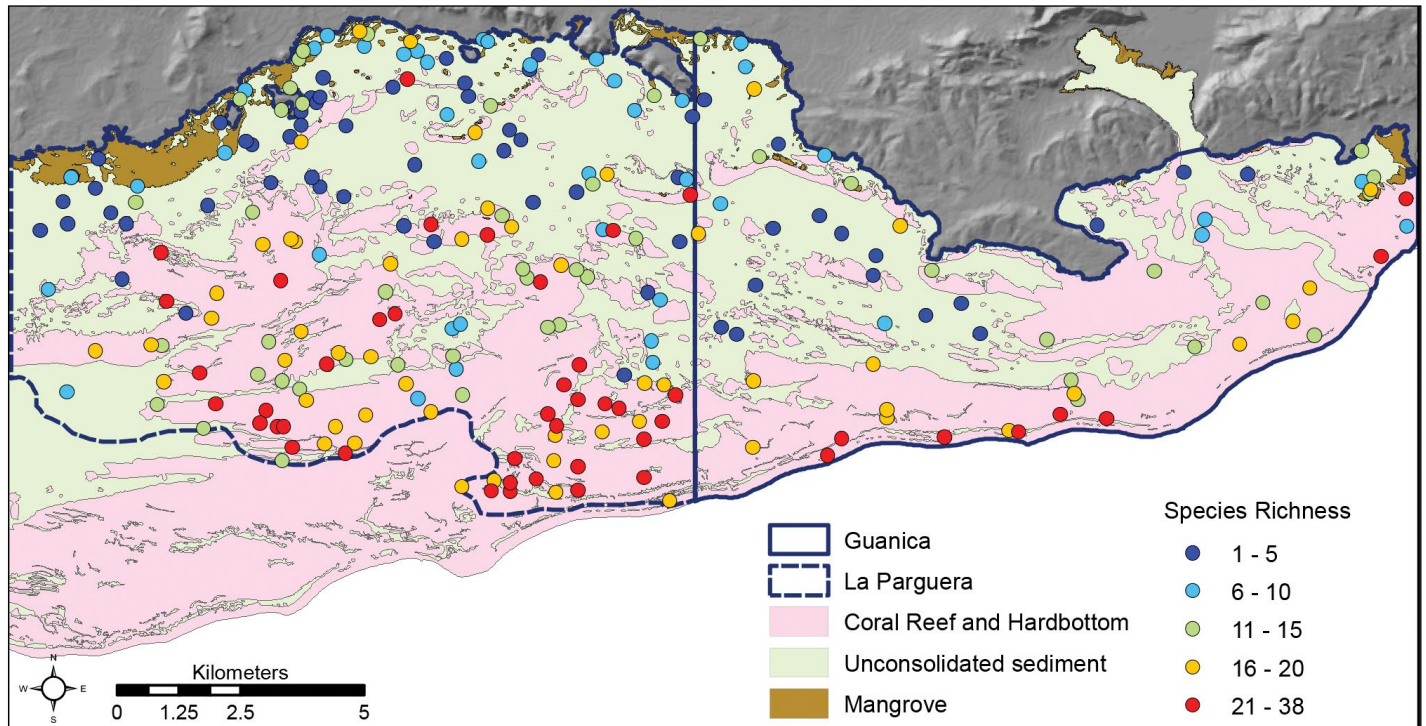 Species Richness
Guanica
1 - 5
La Parguera
6 - 10
Coral Reef and Hardbottom
11 - 15
Unconsolidated sediment
16 - 20
Mangrove
21 - 38
N
W E
S
Kilometers
0 1.25 2.5 5